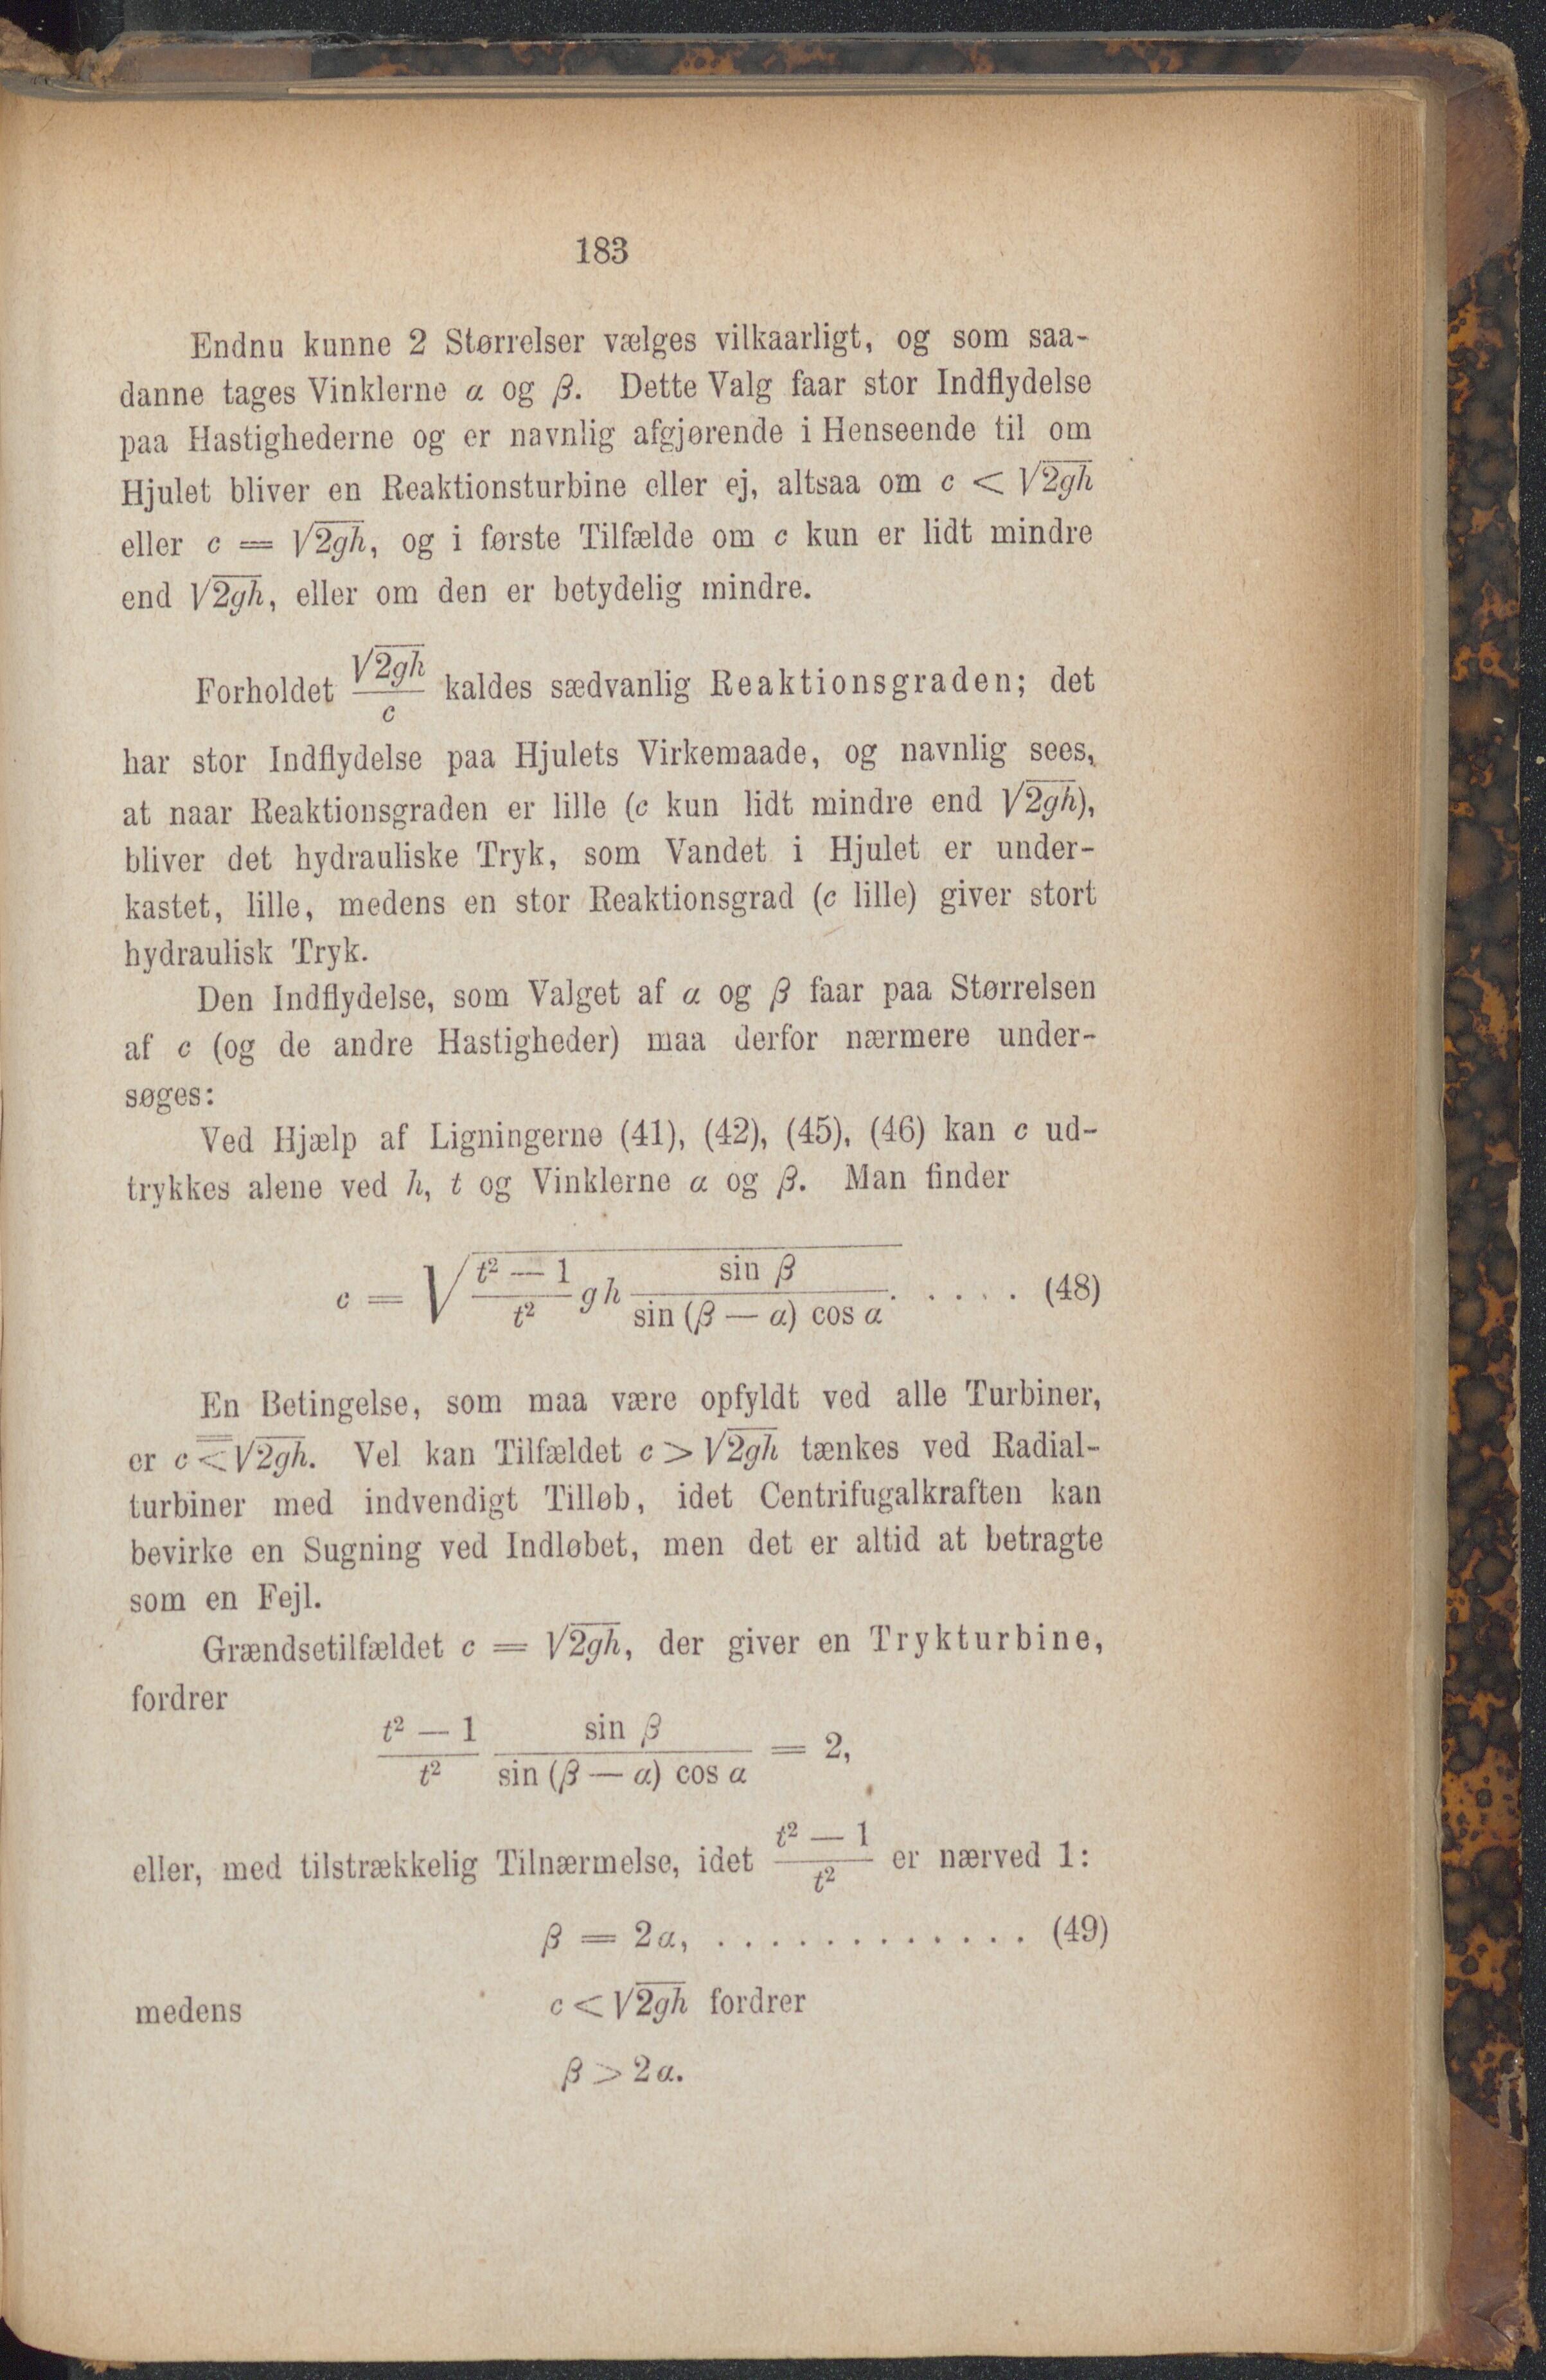 183
Endnu kunne 2 Størrelser vælges vilkaarligt, og som saa-
danne tages Vinklerne α og β. Dette Valg faar stor Indflydelse
paa Hastighederne og er navnlig afgjørende i Henseende til om
Hjulet bliver en Reaktionsturbine eller ej, altsaa om c < √2gh
eller c = √2gh, og i første Tilfælde om c kun er lidt mindre
end √2gh, eller om den er betydelig mindre.
Forholdet √2gh/c kaldes sædvanlig Reaktionsgraden; det
har stor Indflydelse paa Hjulets Virkemaade, og navnlig sees,
at naar Reaktionsgraden er lille (c kun lidt mindre end √2gh),
bliver det hydrauliske Tryk, som Vandet i Hjulet er under-
kastet, lille, medens en stor Reaktionsgrad (c lille) giver stort
hydraulisk Tryk.
Den Indflydelse, som Valget af α og β faar paa Størrelsen
af c (og de andre Hastigheder) maa derfor nærmere under-
søges:
Ved Hjælp af Ligningerne (41), (42), (45), (46) kan c ud-
trykkes alene ved h, t og Vinklerne α og β. Man finder
c = √((t² — 1)/t² gh sin β/(sin (β — α) cos α)) . . . . . . (48)
En Betingelse, som maa være opfyldt ved alle Turbiner,
er c ≦ √2gh. Vel kan Tilfældet c > √2gh tænkes ved Radial-
turbiner med indvendigt Tilløb, idet Centrifugalkraften kan
bevirke en Sugning ved Indløbet, men det er altid at betragte
som en Fejl.
Grændsetilfældet c = √2gh, der giver en Trykturbine,
fordrer
(t² — 1)/t² sin β/(sin (β — α) cos α) = 2,
eller, med tilstrækkelig Tilnærmelse, idet (t² — 1)/t² er nærved 1:
β = 2α, . . . . . . . . . . . . (49)
medens c < √2gh fordrer
β > 2α.